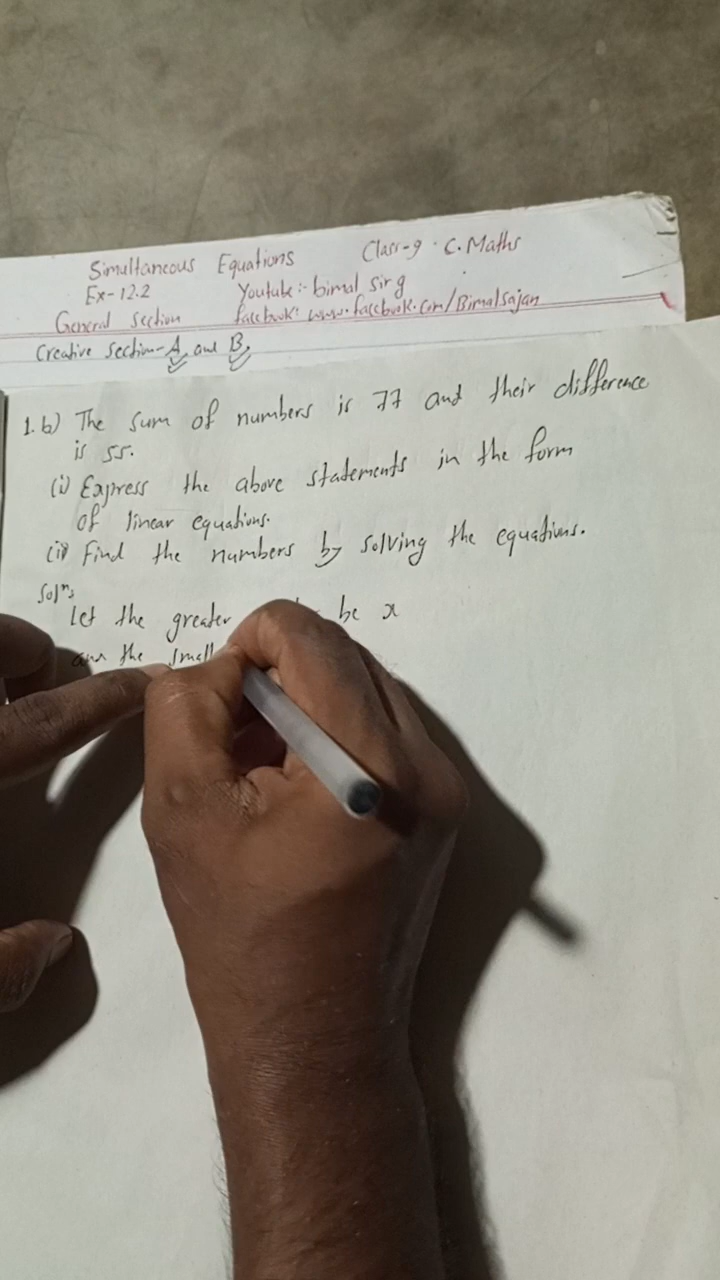 Simultaneous Equations Class-9 C. Maths
Ex-12.2 Youtube:- bimal sir g
General Section facebook: www.facebook.com/Bimalsajan
Creative section-A and B,
1.b) The sum of numbers is 77 and their difference
is 55.
(i) Express the above statements in the form
of linear equations.
(ii) Find the numbers by solving the equations.
Solⁿ,
Let the greater be x
and the small